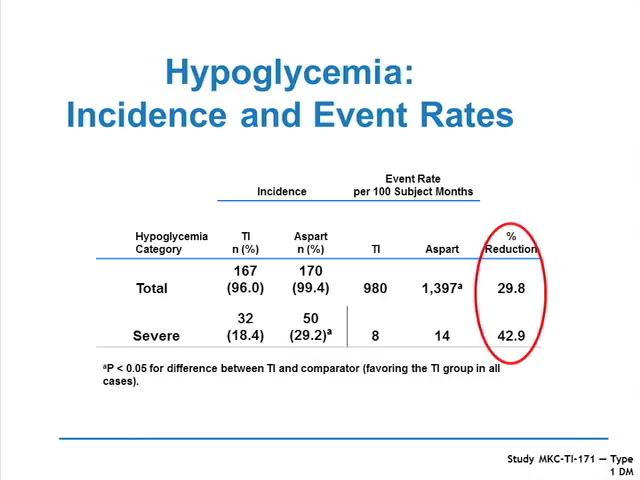 Hypoglycemia:
Incidence and Event Rates
Event Rate
Incidence per 100 Subject Months
Hypoglycemia TI Aspart %
Category n (%) n (%) TI Aspart Reduction
167 170
Total (96.0) (99.4) 980 1,397ᵃ 29.8
32 50
Severe (18.4) (29.2)ᵃ 8 14 42.9
ᵃP < 0.05 for difference between TI and comparator (favoring the TI group in all
cases).
Study MKC-TI-171 — Type
1 DM